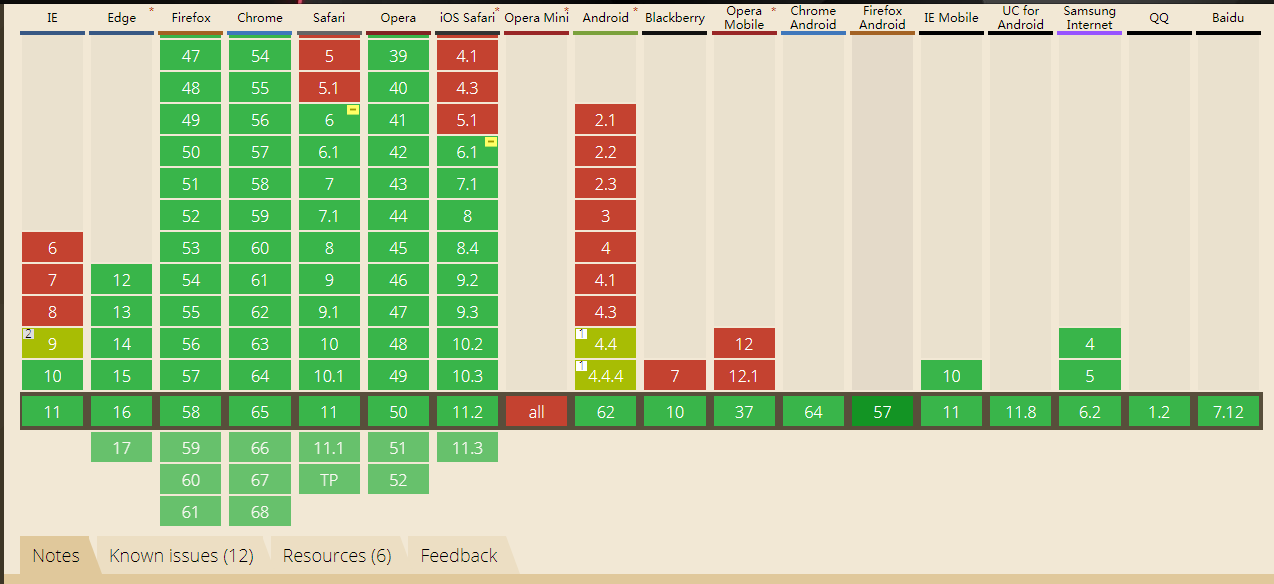 IE Edge * Firefox Chrome Safari Opera iOS Safari * Opera Mini * Android * Blackberry Opera Mobile * Chrome Android Firefox Android IE Mobile UC for Android Samsung Internet QQ Baidu
47 54 5 39 4.1
48 55 5.1 40 4.3
49 56 6 41 5.1 2.1
50 57 6.1 42 6.1 2.2
51 58 7 43 7.1 2.3
52 59 7.1 44 8 3
6 53 60 8 45 8.4 4
7 12 54 61 9 46 9.2 4.1
8 13 55 62 9.1 47 9.3 4.3
2 9 14 56 63 10 48 10.2 1 4.4 12 4
10 15 57 64 10.1 49 10.3 1 4.4.4 7 12.1 10 5
11 16 58 65 11 50 11.2 all 62 10 37 64 57 11 11.8 6.2 1.2 7.12
17 59 66 11.1 51 11.3
60 67 TP 52
61 68
Notes Known issues (12) Resources (6) Feedback